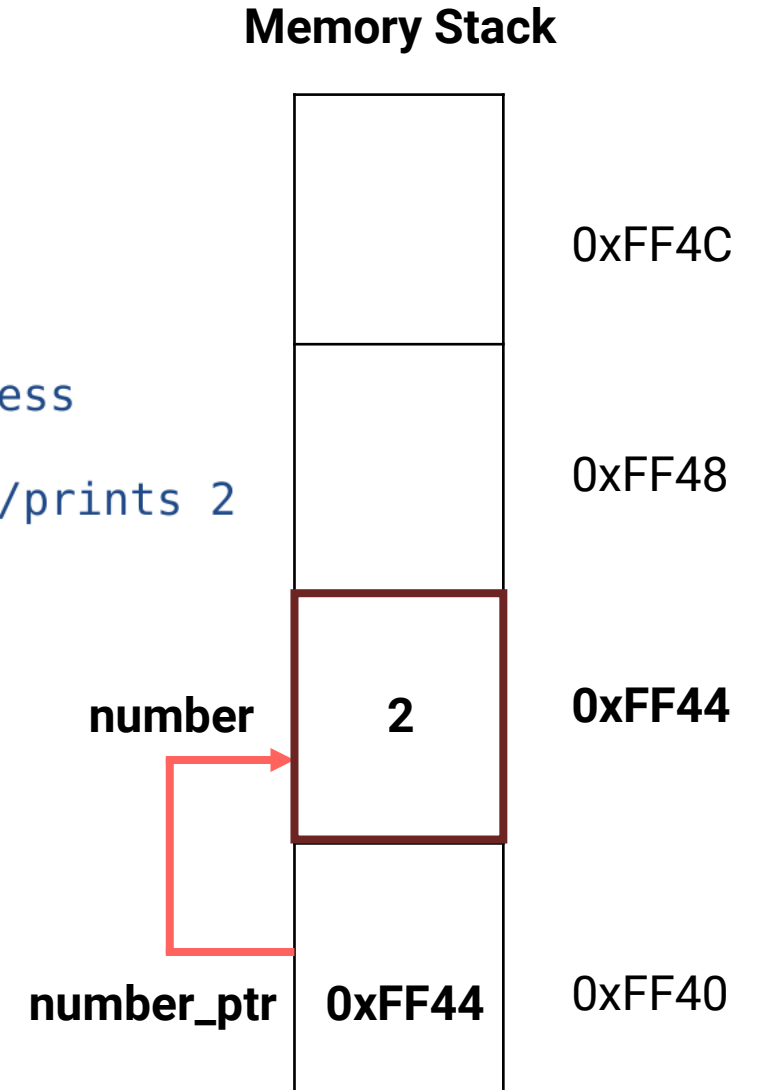 Memory Stack
0xFF4C
ess
0xFF48
/prints 2
number 2 0xFF44
number_ptr 0xFF44 0xFF40